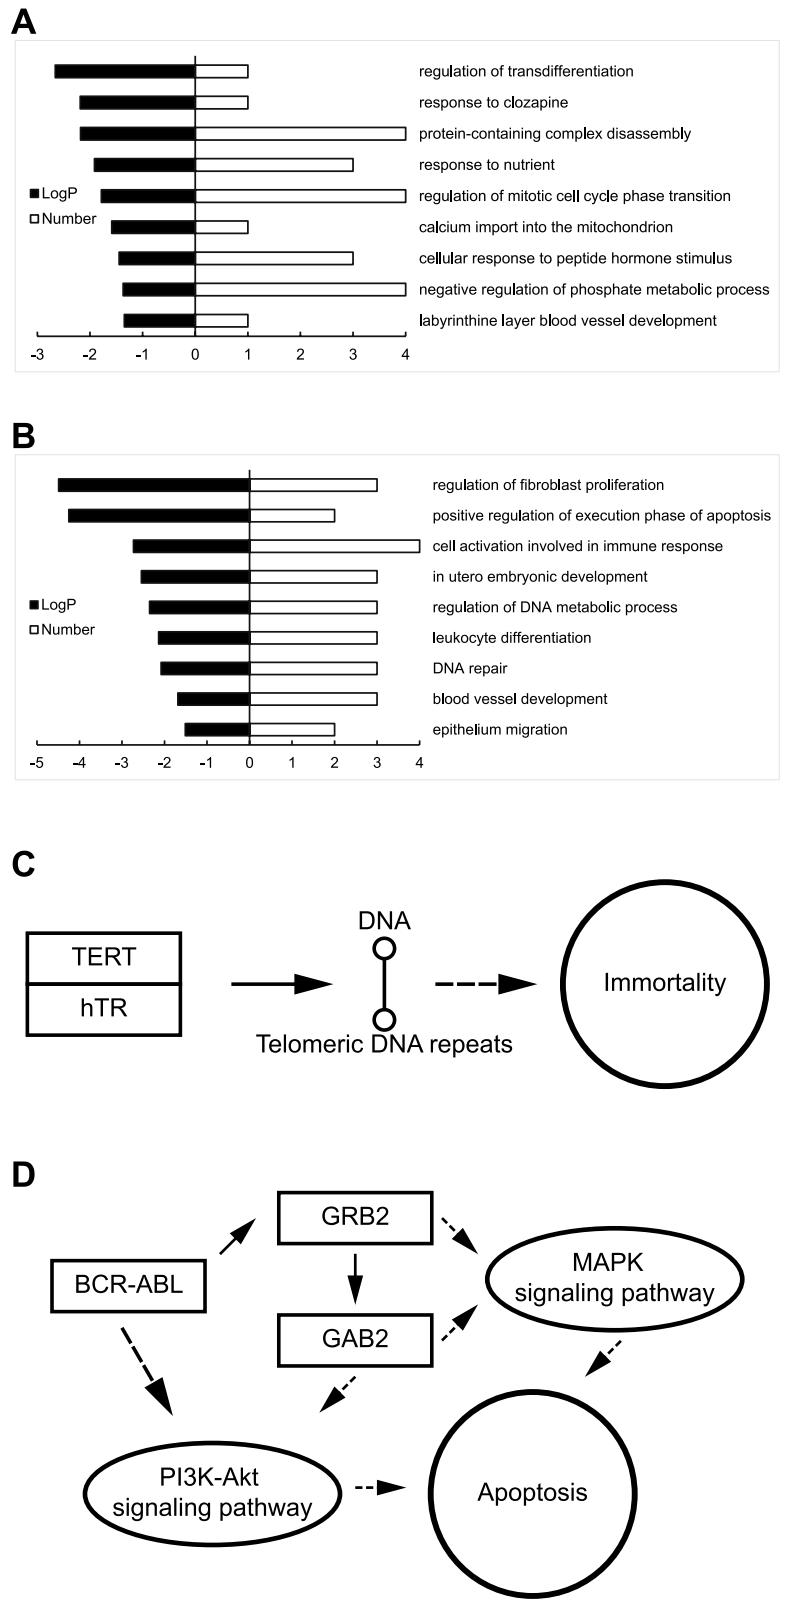 A
regulation of transdifferentiation
response to clozapine
protein-containing complex disassembly
response to nutrient
LogP
regulation of mitotic cell cycle phase transition
Number
calcium import into the mitochondrion
cellular response to peptide hormone stimulus
negative regulation of phosphate metabolic process
labyrinthine layer blood vessel development
-3 -2 -1 0 1 2 3 4
B
regulation of fibroblast proliferation
positive regulation of execution phase of apoptosis
cell activation involved in immune response
in utero embryonic development
LogP
regulation of DNA metabolic process
Number
leukocyte differentiation
DNA repair
blood vessel development
epithelium migration
-5 -4 -3 -2 -1 0 1 2 3 4
C
DNA
TERT
hTR
Immortality
Telomeric DNA repeats
D
GRB2
BCR-ABL
MAPK
signaling pathway
GAB2
PI3K-Akt
signaling pathway
Apoptosis